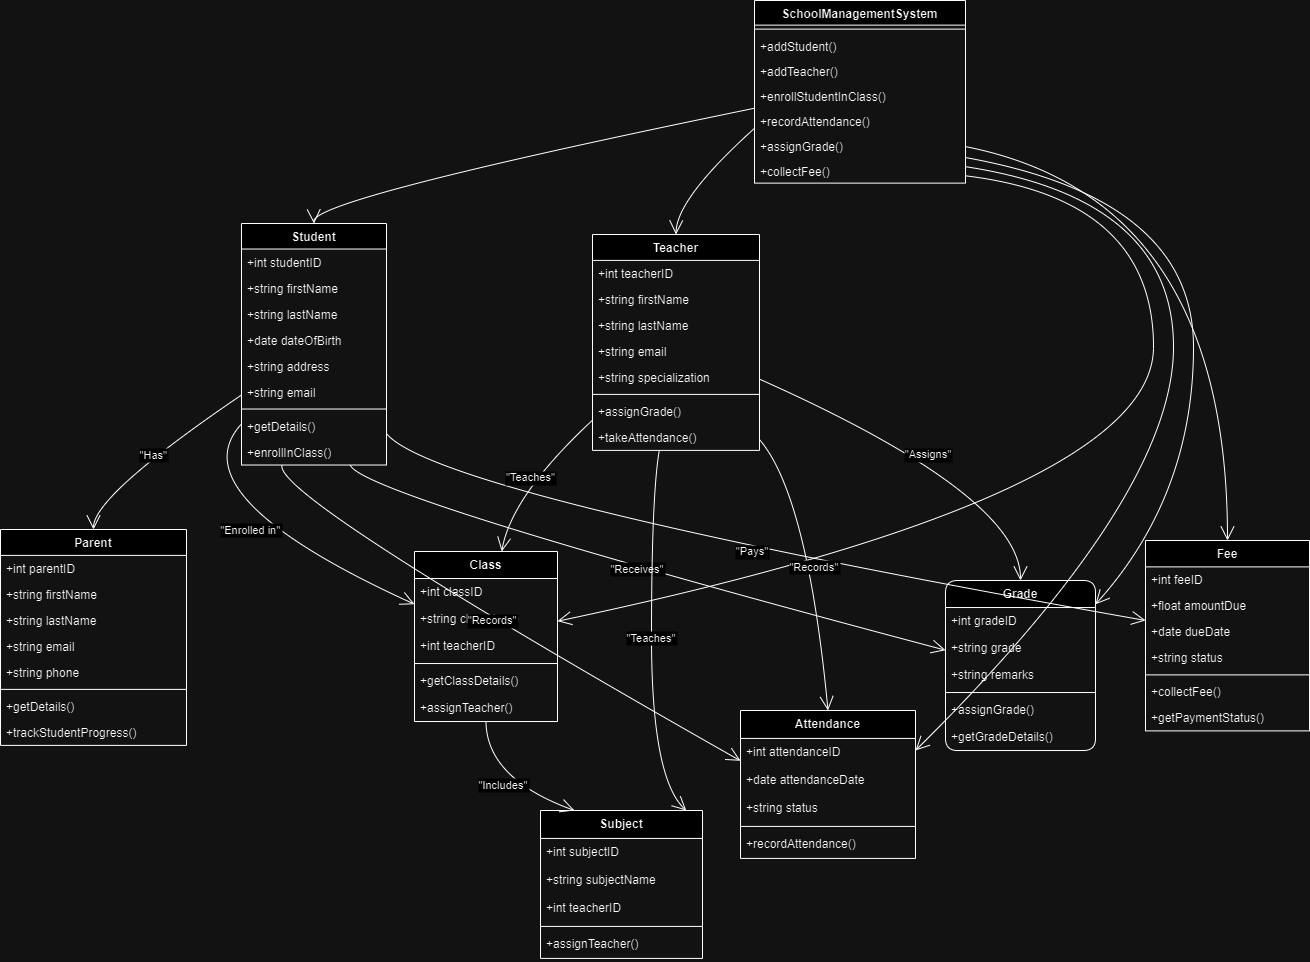 SchoolManagementSystem
+addStudent()
+addTeacher()
+enrollStudentInClass()
+recordAttendance()
+assignGrade()
+collectFee()
Student
+int studentID
+string firstName
+string lastName
+date dateOfBirth
+string address
+string email
+getDetails()
+enrollInClass()
Teacher
+int teacherID
+string firstName
+string lastName
+string email
+string specialization
+assignGrade()
+takeAttendance()
"Has"
"Teaches"
"Assigns"
"Enrolled in"
"Pays"
"Receives"
"Records"
"Teaches"
Parent
+int parentID
+string firstName
+string lastName
+string email
+string phone
+getDetails()
+trackStudentProgress()
Class
+int classID
+string
"Records"
+int teacherID
+getClassDetails()
+assignTeacher()
Grade
+int gradeID
+string grade
+string remarks
+assignGrade()
+getGradeDetails()
Fee
+int feeID
+float amountDue
+date dueDate
+string status
+collectFee()
+getPaymentStatus()
"Includes"
Attendance
+int attendanceID
+date attendanceDate
+string status
+recordAttendance()
Subject
+int subjectID
+string subjectName
+int teacherID
+assignTeacher()